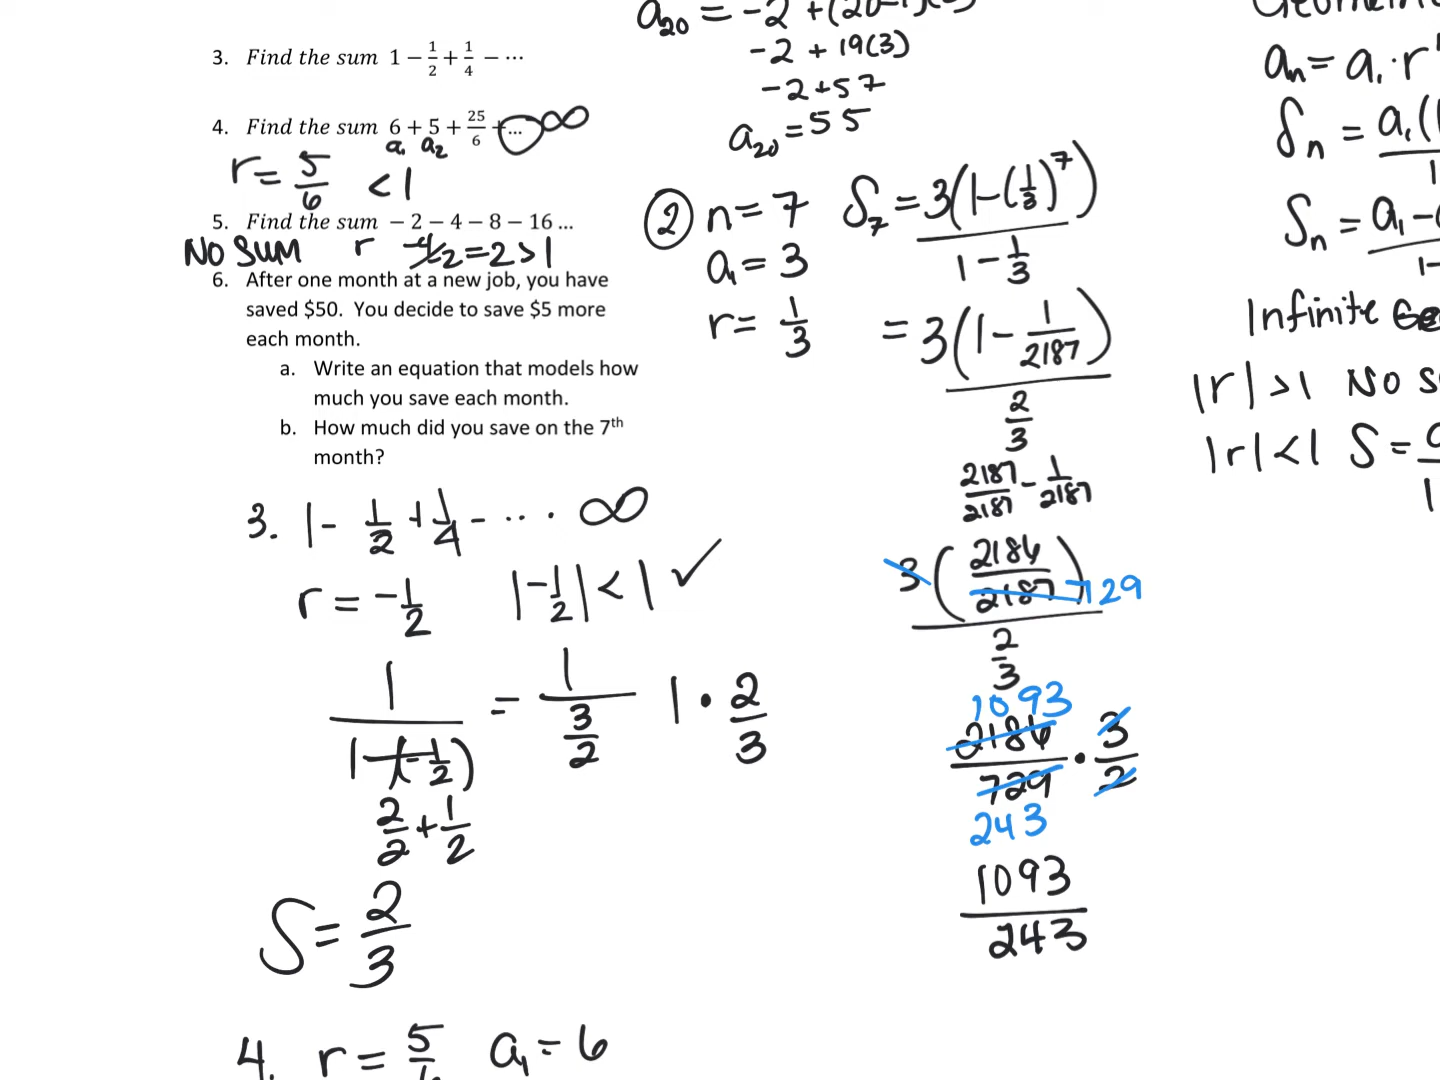 3. Find the sum 1 − 1/2 + 1/4 − ⋯
4. Find the sum 6 + 5 + 25/6 + ... ∞
a₁ a₂
r = 5/6 < 1
5. Find the sum − 2 − 4 − 8 − 16 ...
NO SUM r -4/-2 = 2 > 1
6. After one month at a new job, you have
saved $50. You decide to save $5 more
each month.
a. Write an equation that models how
much you save each month.
b. How much did you save on the 7th
month?
3. 1 - 1/2 + 1/4 - ... . ∞
r = -1/2 |-1/2| < 1 ✓
1/(1-(-1/2)) = 1/(3/2) 1 · 2/3
2/2 + 1/2
S = 2/3
4. r = 5/6 a₁ = 6
a₂₀ = -2 +
-2 + 19(3)
-2 + 57
a₂₀ = 55
② n = 7 S₇ = 3(1-(1/3)^7)/(1 - 1/3)
a₁ = 3
r = 1/3 = 3(1 - 1/2187)/(2/3)
2187/2187 - 1/2187
3(2186/2187) 729
2/3
1093
2186/729 · 3/2
243
1093/243
aₙ = a₁ · r
Sₙ = a₁(1
Sₙ = a₁ -
1-
Infinite
|r| > 1 NO S
|r| < 1 S =
1